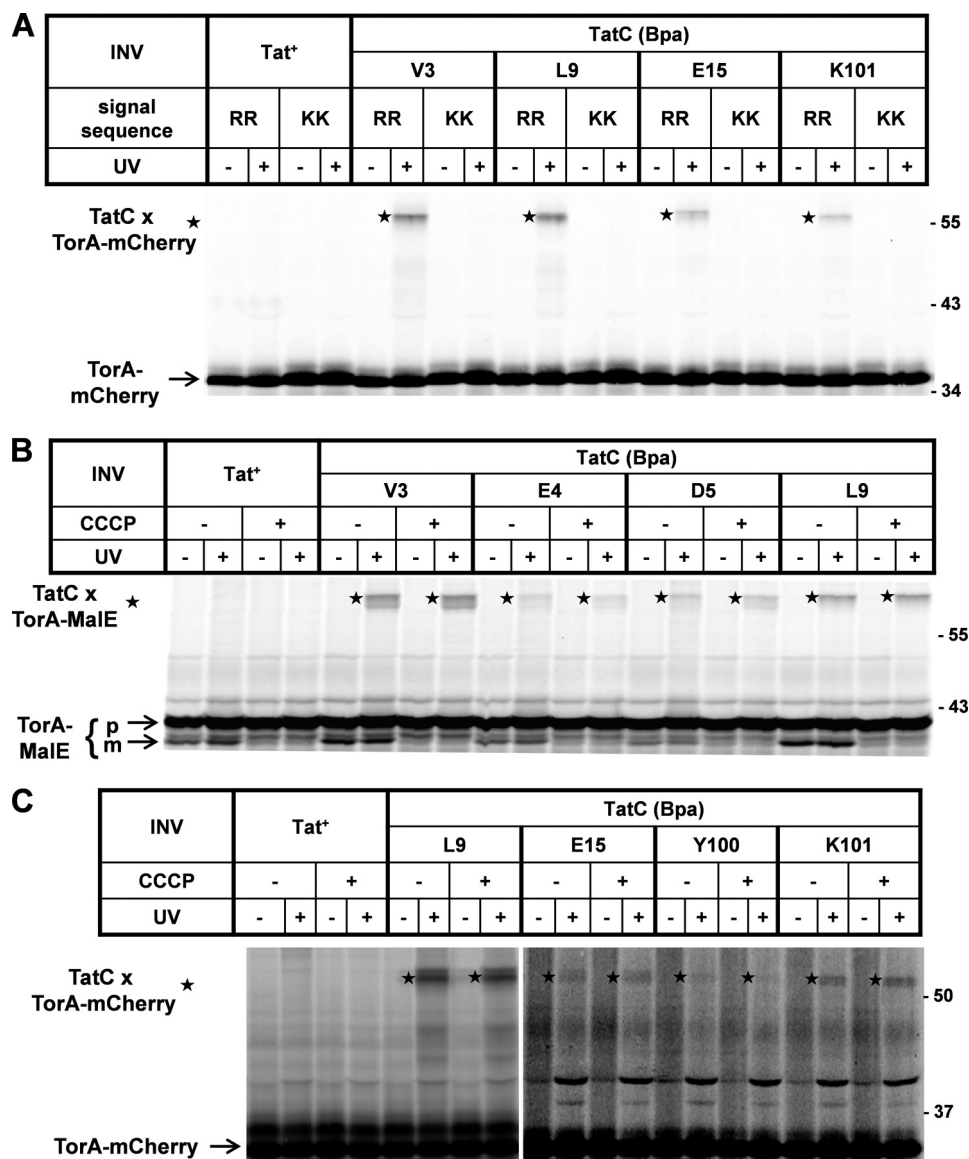 A
INV Tat+ TatC (Bpa)
V3 L9 E15 K101
signal sequence RR KK RR KK RR KK RR KK RR KK
UV - + - + - + - + - + - + - + - + - + - +
TatC x ★
TorA-mCherry
★ ★ ★ ★
- 55
- 43
TorA-
mCherry →
- 34
B
INV Tat+ TatC (Bpa)
V3 E4 D5 L9
CCCP - + - + - + - + - +
UV - + - + - + - + - + - + - + - + - + - +
TatC x ★
TorA-MalE
★ ★ ★ ★ ★ ★ ★ ★
- 55
- 43
TorA-
MalE { p →
m →
C
INV Tat+ TatC (Bpa)
L9 E15 Y100 K101
CCCP - + - + - + - + - +
UV - + - + - + - + - + - + - + - + - + - +
TatC x ★
TorA-mCherry
★ ★ ★ ★ ★ ★ ★ ★
- 50
- 37
TorA-mCherry →